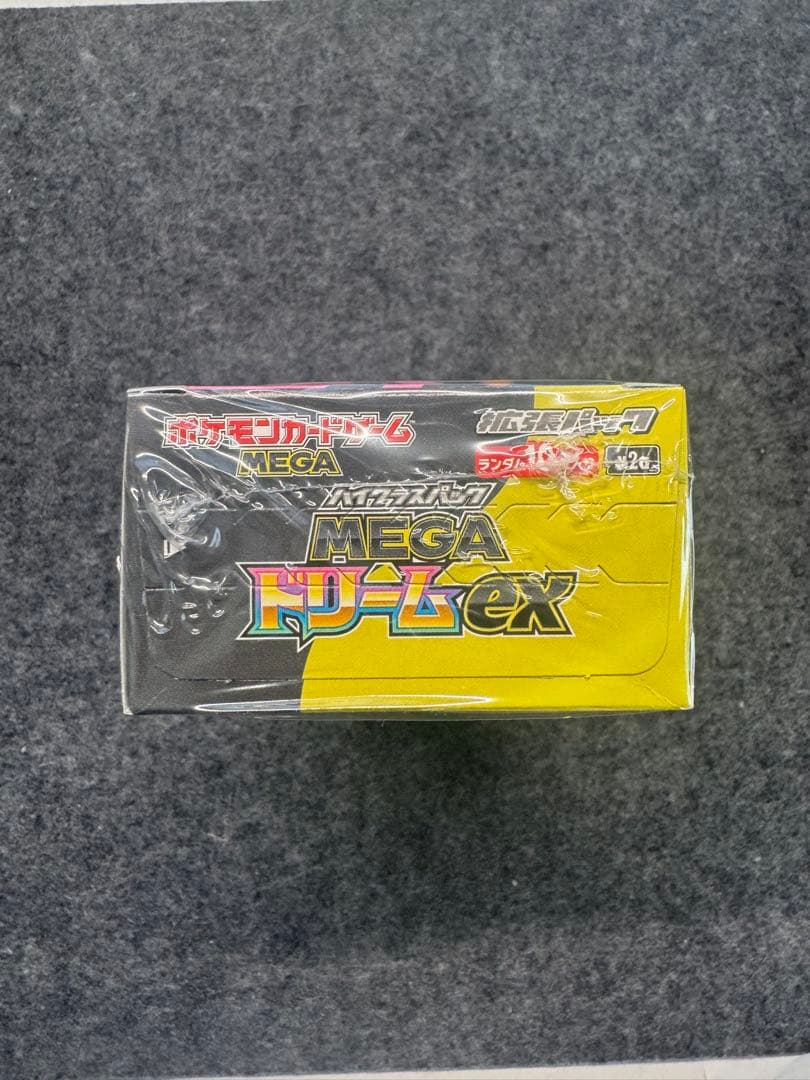 ポケモンカードゲーム
MEGA
拡張パック
ハイクラスパック
MEGA
ドリームex